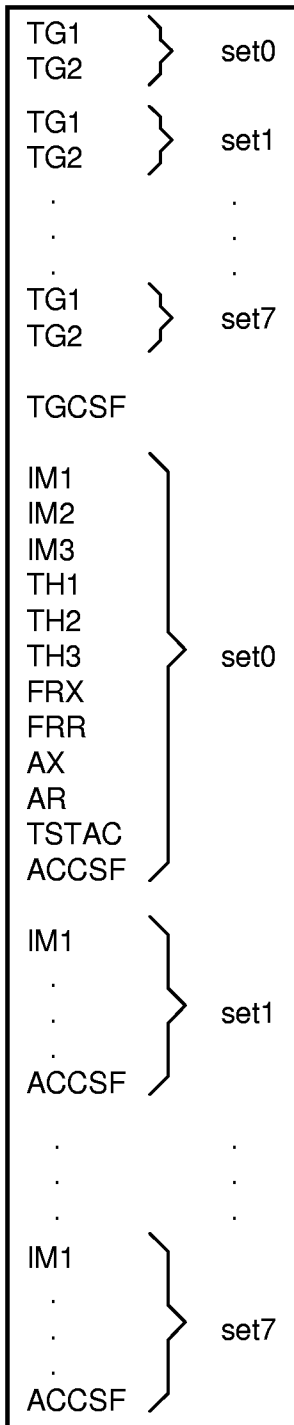 TG1
TG2
set0
TG1
TG2
set1
.
.
.
.
.
.
TG1
TG2
set7
TGCSF
IM1
IM2
IM3
TH1
TH2
TH3
FRX
FRR
AX
AR
TSTAC
ACCSF
set0
IM1
.
.
.
ACCSF
set1
.
.
.
.
.
.
IM1
.
.
.
ACCSF
set7